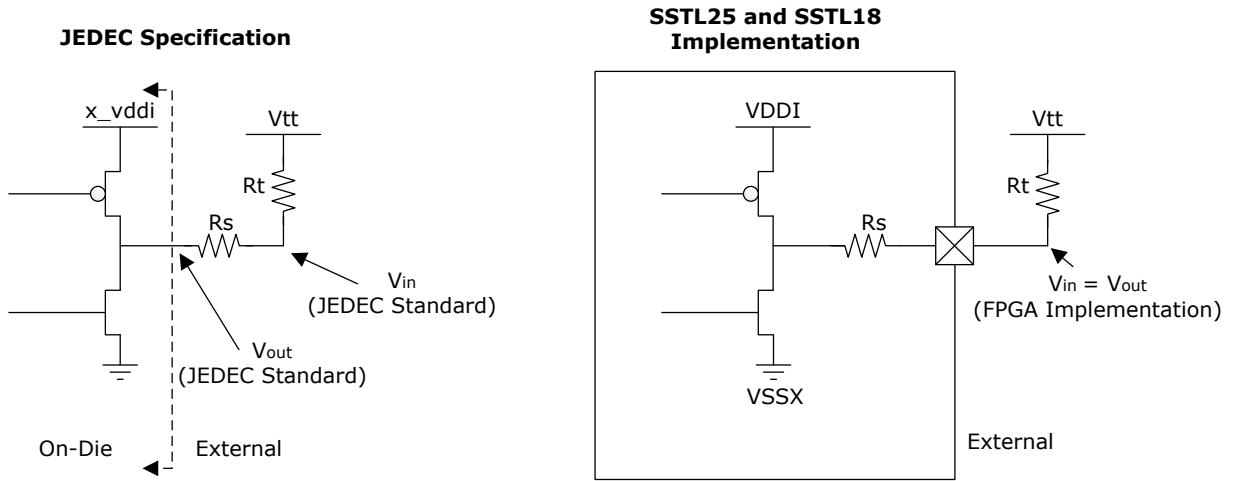 JEDEC Specification
x_vddi
Vtt
Rt
Rs
Vin
(JEDEC Standard)
Vout
(JEDEC Standard)
On-Die
External
SSTL25 and SSTL18
Implementation
VDDI
Vtt
Rt
Rs
Vin = Vout
(FPGA Implementation)
VSSX
External